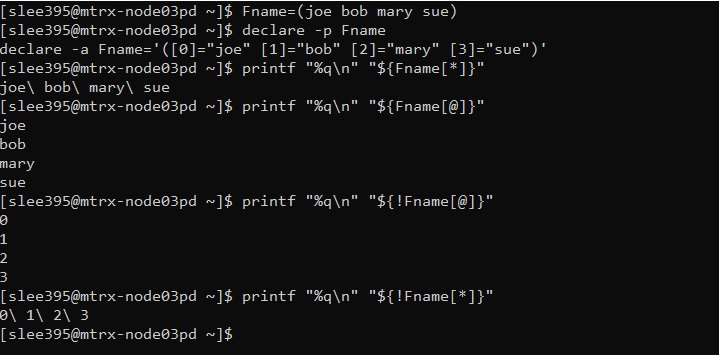 [slee395@mtrx-node03pd ~]$ Fname=(joe bob mary sue)
[slee395@mtrx-node03pd ~]$ declare -p Fname
declare -a Fname='([0]="joe" [1]="bob" [2]="mary" [3]="sue")'
[slee395@mtrx-node03pd ~]$ printf "%q\n" "${Fname[*]}"
joe\ bob\ mary\ sue
[slee395@mtrx-node03pd ~]$ printf "%q\n" "${Fname[@]}"
joe
bob
mary
sue
[slee395@mtrx-node03pd ~]$ printf "%q\n" "${!Fname[@]}"
0
1
2
3
[slee395@mtrx-node03pd ~]$ printf "%q\n" "${!Fname[*]}"
0\ 1\ 2\ 3
[slee395@mtrx-node03pd ~]$